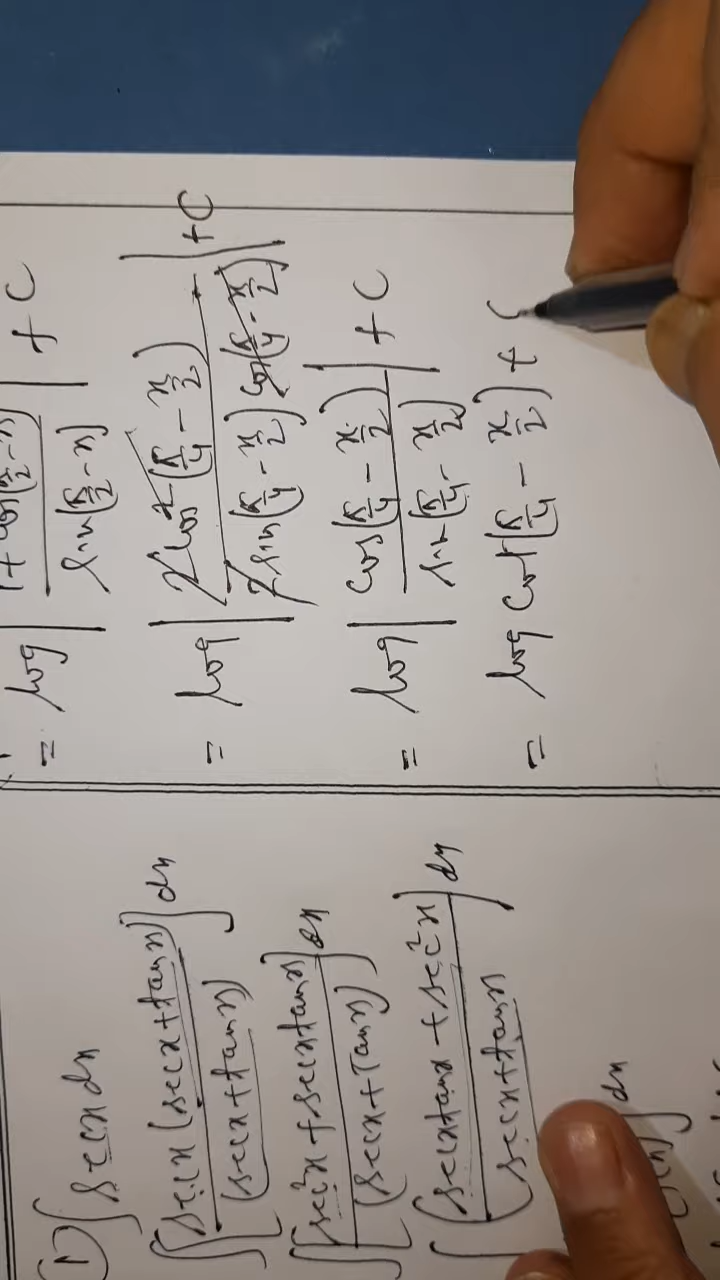 (1) ∫ sec x dx
∫ [sec x (sec x + tan x) / (sec x + tan x)] dx
∫ [sec²x + sec x tan x / (sec x + tan x)] dx
∫ (sec x tan x + sec²x / sec x + tan x) dx
dx
= log | 1 + cos(π/2 - x) / sin(π/2 - x) | + C
= log | 2cos²(π/4 - x/2) / 2 sin(π/4 - x/2) cos(π/4 - x/2) | + C
= log | cos(π/4 - x/2) / sin(π/4 - x/2) | + C
= log cot(π/4 - x/2) + C